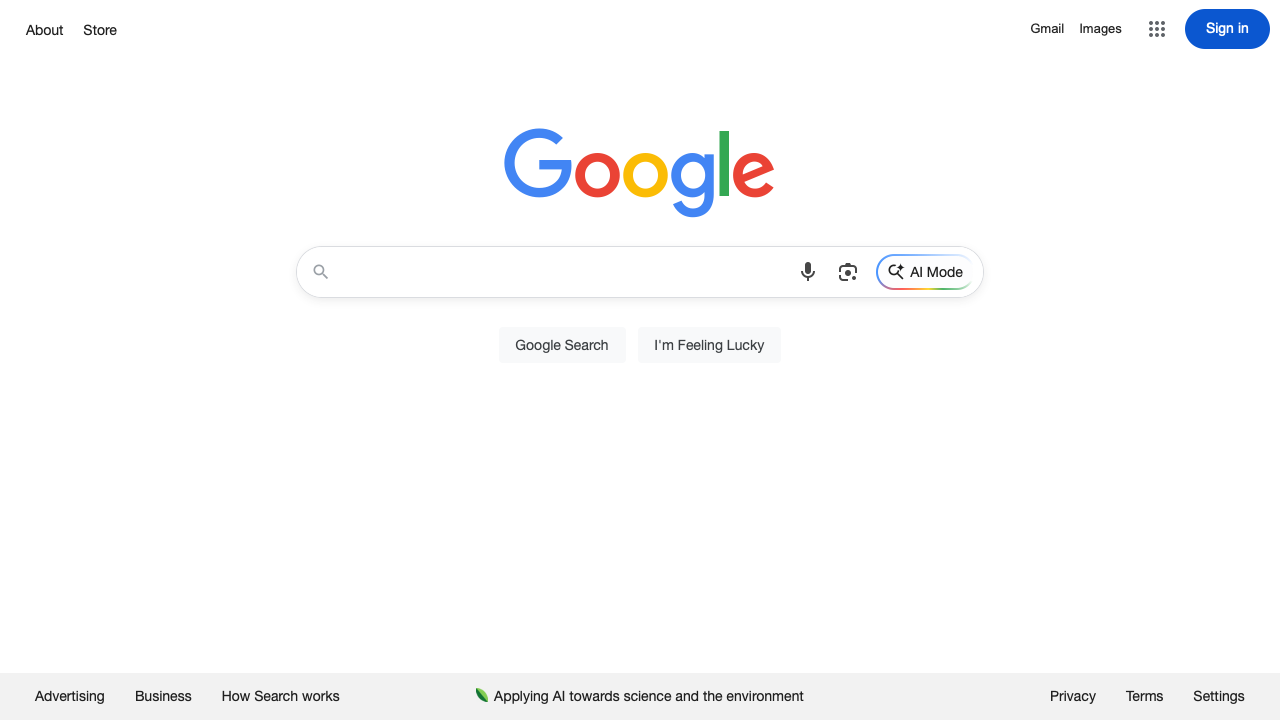 About Store Gmail Images Sign in
Google
AI Mode
Google Search I'm Feeling Lucky
Advertising Business How Search works Applying AI towards science and the environment Privacy Terms Settings